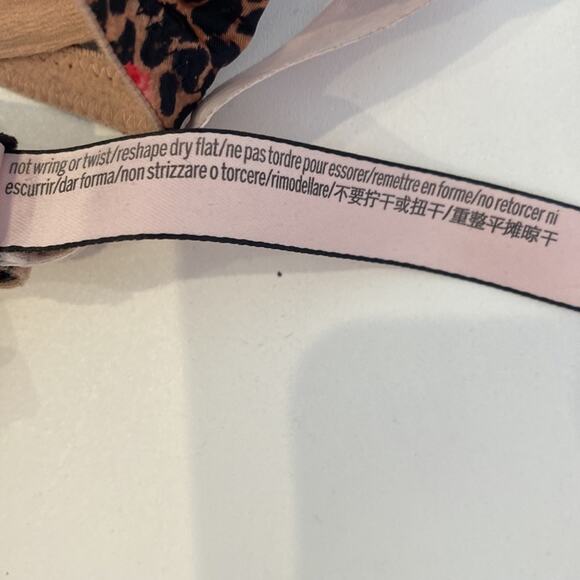 not wring or twist/reshape dry flat/ne pas tordre pour essorer/remettre en forme/no retorcer ni
escurrir/dar forma/non strizzare o torcere/rimodellare/不要拧干或扭干/重整平摊晾干